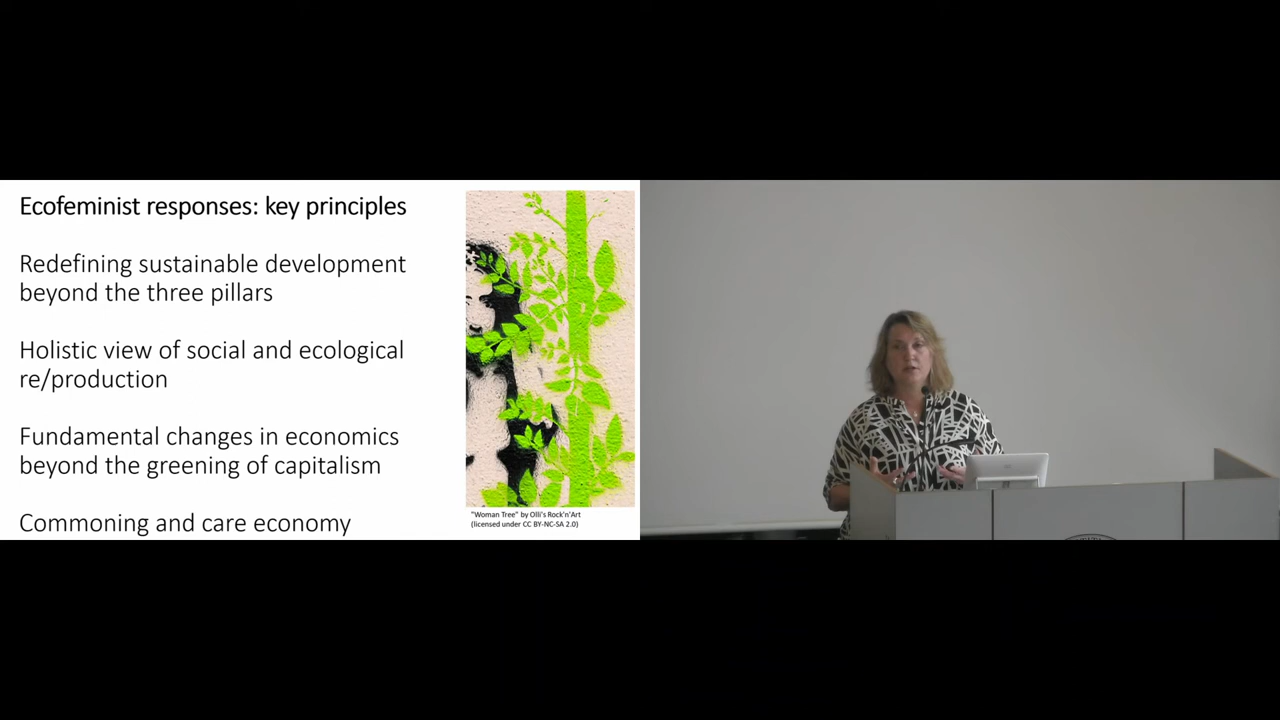 Ecofeminist responses: key principles
Redefining sustainable development
beyond the three pillars
Holistic view of social and ecological
re/production
Fundamental changes in economics
beyond the greening of capitalism
Commoning and care economy
"Woman Tree" by Olli's Rock'n'Art
(licensed under CC BY-NC-SA 2.0)